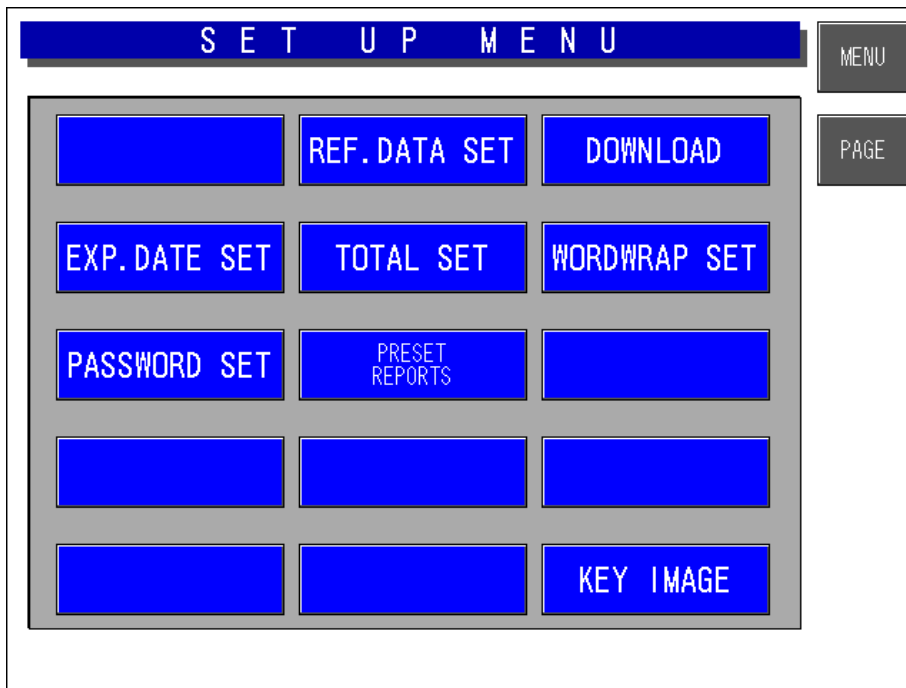 SET UP MENU
MENU
REF.DATA SET
DOWNLOAD
PAGE
EXP.DATE SET
TOTAL SET
WORDWRAP SET
PASSWORD SET
PRESET
REPORTS
KEY IMAGE